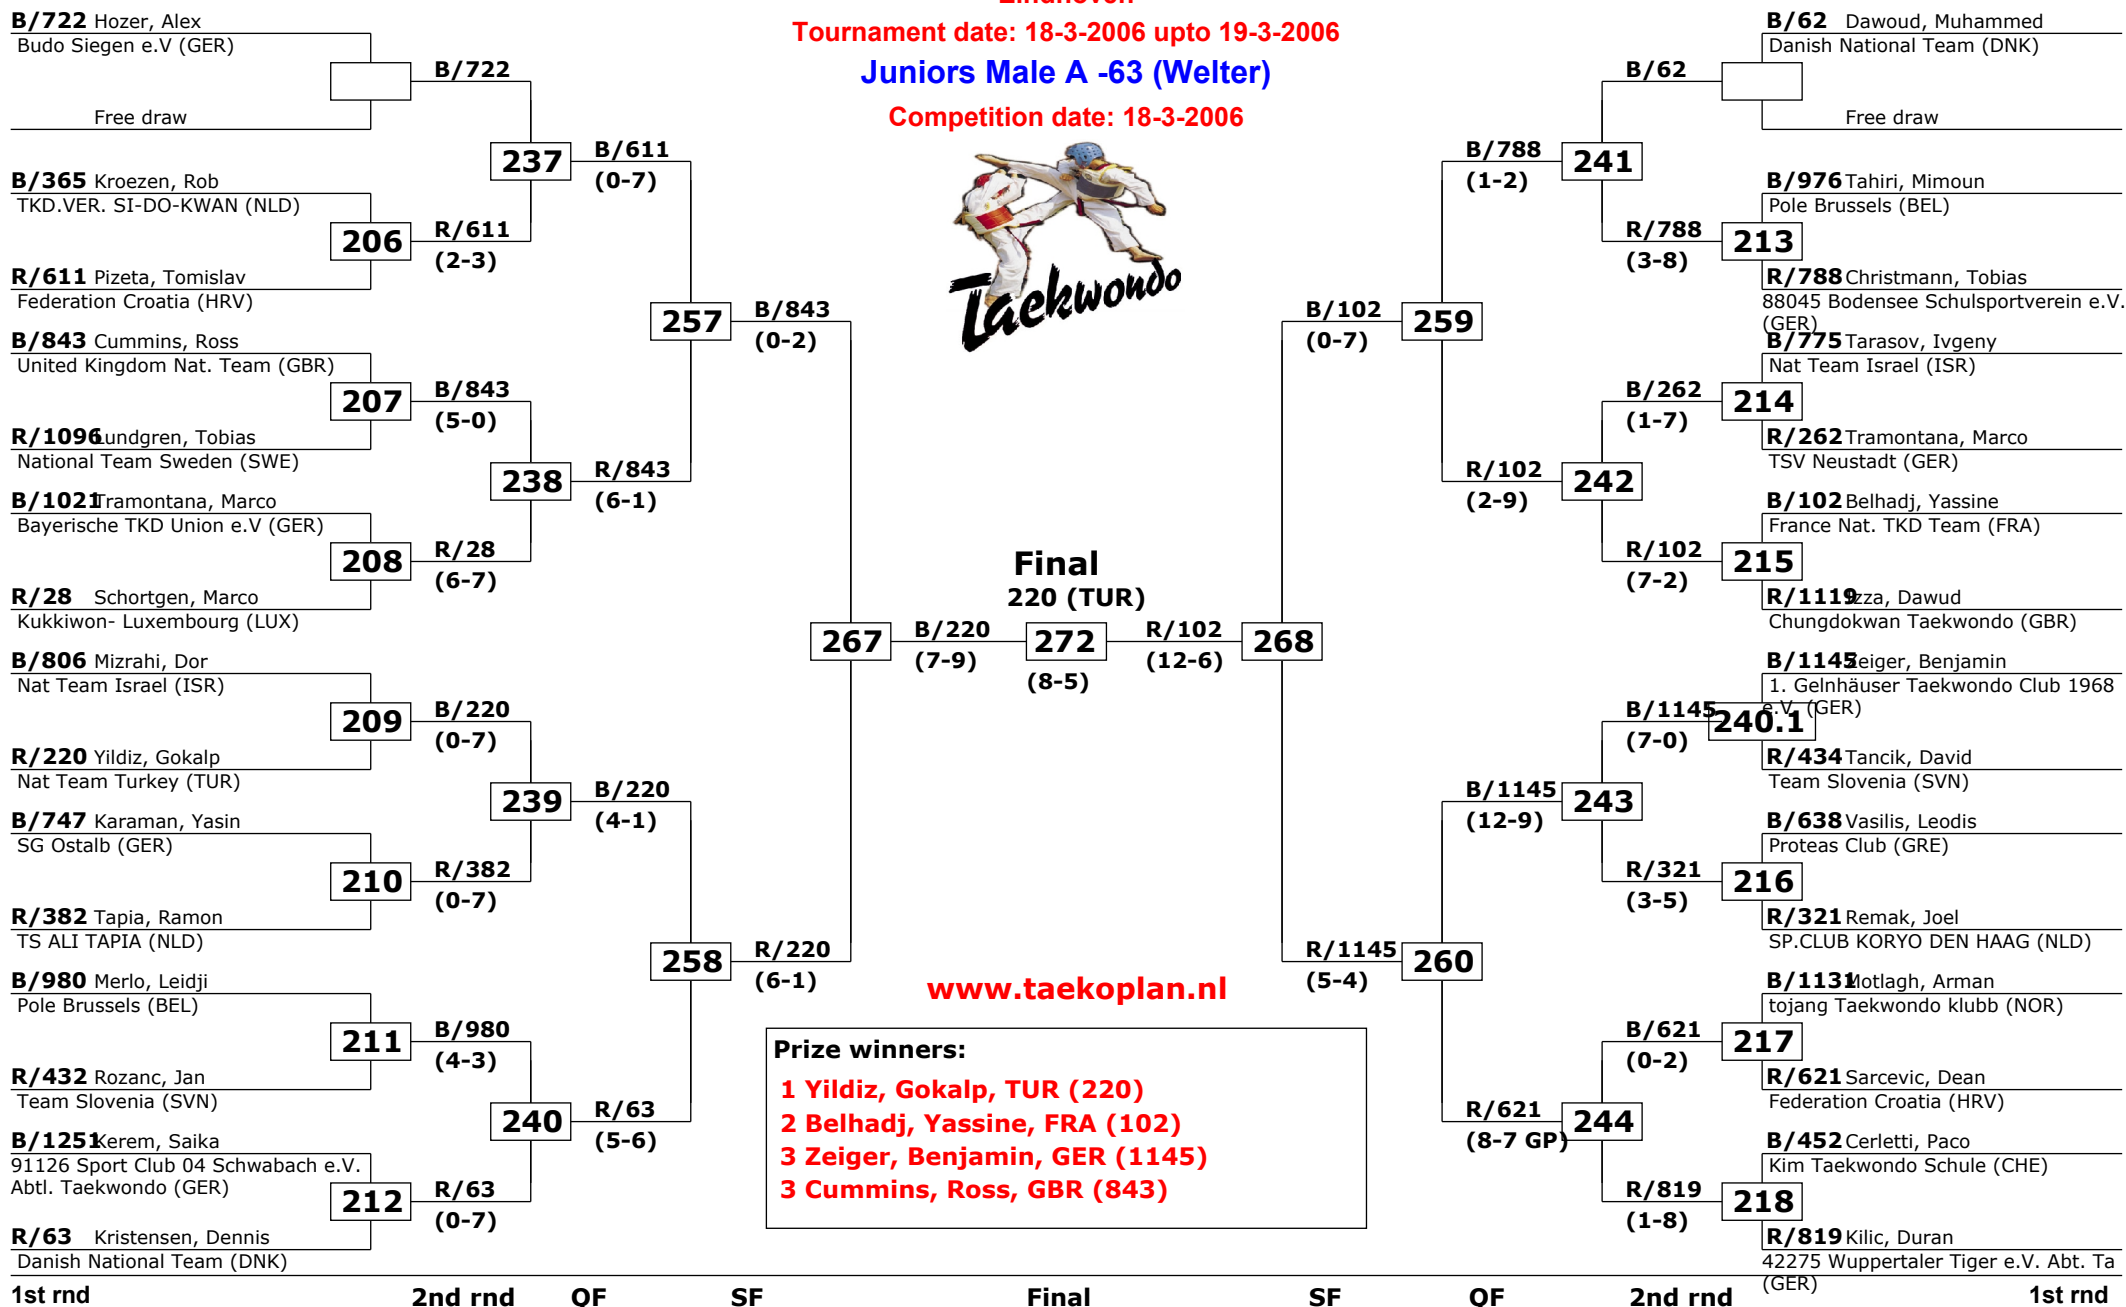 Eindhoven
Tournament date: 18-3-2006 upto 19-3-2006
Juniors Male A -63 (Welter)
Competition date: 18-3-2006
Taekwondo
B/722 Hozer, Alex
Budo Siegen e.V (GER)
Free draw
B/365 Kroezen, Rob
TKD.VER. SI-DO-KWAN (NLD)
R/611 Pizeta, Tomislav
Federation Croatia (HRV)
B/843 Cummins, Ross
United Kingdom Nat. Team (GBR)
R/1096 Lundgren, Tobias
National Team Sweden (SWE)
B/1021 Tramontana, Marco
Bayerische TKD Union e.V (GER)
R/28 Schortgen, Marco
Kukkiwon- Luxembourg (LUX)
B/806 Mizrahi, Dor
Nat Team Israel (ISR)
R/220 Yildiz, Gokalp
Nat Team Turkey (TUR)
B/747 Karaman, Yasin
SG Ostalb (GER)
R/382 Tapia, Ramon
TS ALI TAPIA (NLD)
B/980 Merlo, Leidji
Pole Brussels (BEL)
R/432 Rozanc, Jan
Team Slovenia (SVN)
B/1251 Kerem, Saika
91126 Sport Club 04 Schwabach e.V.
Abtl. Taekwondo (GER)
R/63 Kristensen, Dennis
Danish National Team (DNK)
206
207
208
209
210
211
212
B/722
R/611
(2-3)
B/843
(5-0)
R/28
(6-7)
B/220
(0-7)
R/382
(0-7)
B/980
(4-3)
R/63
(0-7)
237
238
239
240
B/611
(0-7)
R/843
(6-1)
B/220
(4-1)
R/63
(5-6)
257
258
B/843
(0-2)
R/220
(6-1)
267
B/220
(7-9)
Final
220 (TUR)
272
(8-5)
R/102
(12-6)
268
B/102
(0-7)
R/1145
(5-4)
259
260
B/788
(1-2)
R/102
(2-9)
B/1145
(12-9)
R/621
(8-7 GP)
241
242
243
244
B/62
R/788
(3-8)
B/262
(1-7)
R/102
(7-2)
B/1145
(7-0)
R/321
(3-5)
B/621
(0-2)
R/819
(1-8)
213
214
215
240.1
216
217
218
B/62 Dawoud, Muhammed
Danish National Team (DNK)
Free draw
B/976 Tahiri, Mimoun
Pole Brussels (BEL)
R/788 Christmann, Tobias
88045 Bodensee Schulsportverein e.V.
(GER)
B/775 Tarasov, Ivgeny
Nat Team Israel (ISR)
R/262 Tramontana, Marco
TSV Neustadt (GER)
B/102 Belhadj, Yassine
France Nat. TKD Team (FRA)
R/1119 Izza, Dawud
Chungdokwan Taekwondo (GBR)
B/1145 Zeiger, Benjamin
1. Gelnhäuser Taekwondo Club 1968
e.V. (GER)
R/434 Tancik, David
Team Slovenia (SVN)
B/638 Vasilis, Leodis
Proteas Club (GRE)
R/321 Remak, Joel
SP.CLUB KORYO DEN HAAG (NLD)
B/1131 Motlagh, Arman
tojang Taekwondo klubb (NOR)
R/621 Sarcevic, Dean
Federation Croatia (HRV)
B/452 Cerletti, Paco
Kim Taekwondo Schule (CHE)
R/819 Kilic, Duran
42275 Wuppertaler Tiger e.V. Abt. Ta
(GER)
www.taekoplan.nl
Prize winners:
1 Yildiz, Gokalp, TUR (220)
2 Belhadj, Yassine, FRA (102)
3 Zeiger, Benjamin, GER (1145)
3 Cummins, Ross, GBR (843)
1st rnd 2nd rnd QF SF Final SF QF 2nd rnd 1st rnd